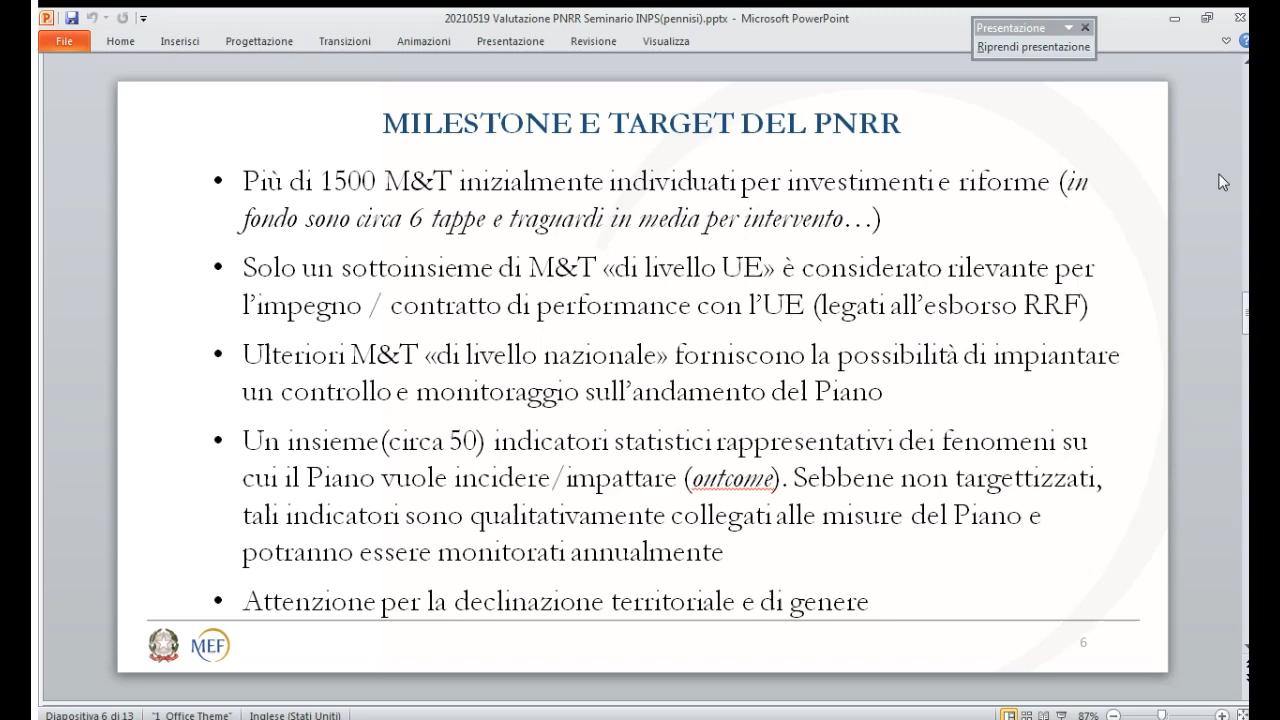 20210519 Valutazione PNRR Seminario INPS(pennisi).pptx - Microsoft PowerPoint
Presentazione
Riprendi presentazione
File Home Inserisci Progettazione Transizioni Animazioni Presentazione Revisione Visualizza
MILESTONE E TARGET DEL PNRR
• Più di 1500 M&T inizialmente individuati per investimenti e riforme (in
fondo sono circa 6 tappe e traguardi in media per intervento…)
• Solo un sottoinsieme di M&T «di livello UE» è considerato rilevante per
l’impegno / contratto di performance con l’UE (legati all’esborso RRF)
• Ulteriori M&T «di livello nazionale» forniscono la possibilità di impiantare
un controllo e monitoraggio sull’andamento del Piano
• Un insieme(circa 50) indicatori statistici rappresentativi dei fenomeni su
cui il Piano vuole incidere/impattare (outcome). Sebbene non targettizzati,
tali indicatori sono qualitativamente collegati alle misure del Piano e
potranno essere monitorati annualmente
• Attenzione per la declinazione territoriale e di genere
MEF
6
Diapositiva 6 di 13 "1_Office Theme" Inglese (Stati Uniti) 87%